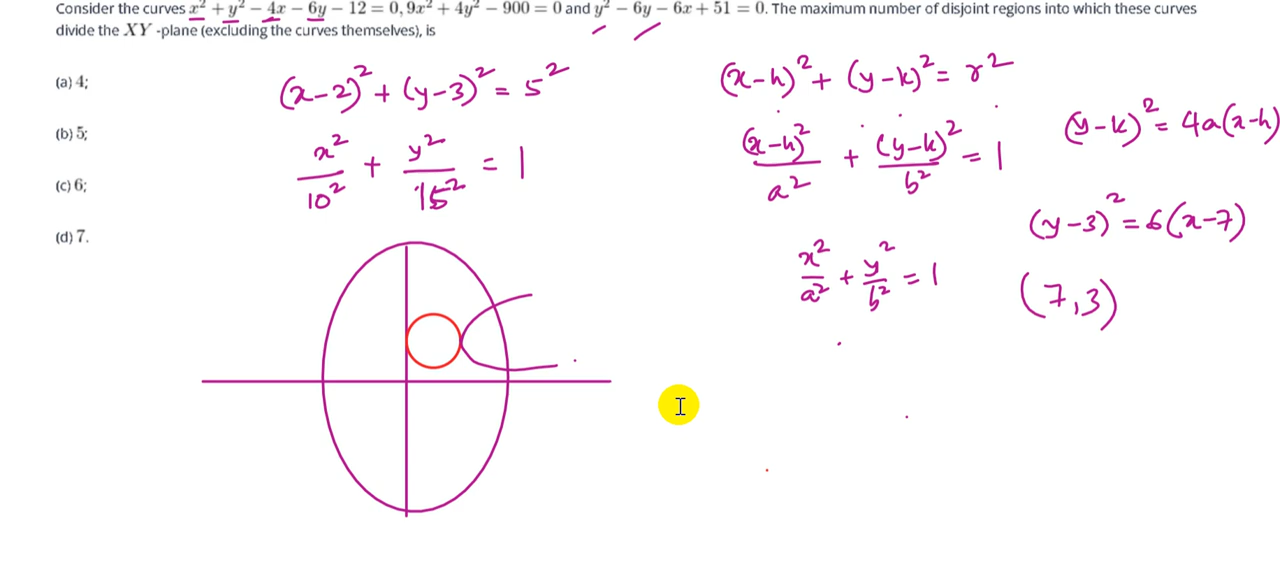 Consider the curves x² + y² − 4x − 6y − 12 = 0, 9x² + 4y² − 900 = 0 and y² − 6y − 6x + 51 = 0. The maximum number of disjoint regions into which these curves
divide the XY -plane (excluding the curves themselves), is
(a) 4;
(b) 5;
(c) 6;
(d) 7.
(x-2)² + (y-3)² = 5²
x²/10² + y²/15² = 1
(x-h)² + (y-k)² = r²
(x-h)²/a² + (y-k)²/b² = 1
x²/a² + y²/b² = 1
(y-k)² = 4a(x-h)
(y-3)² = 6(x-7)
(7,3)